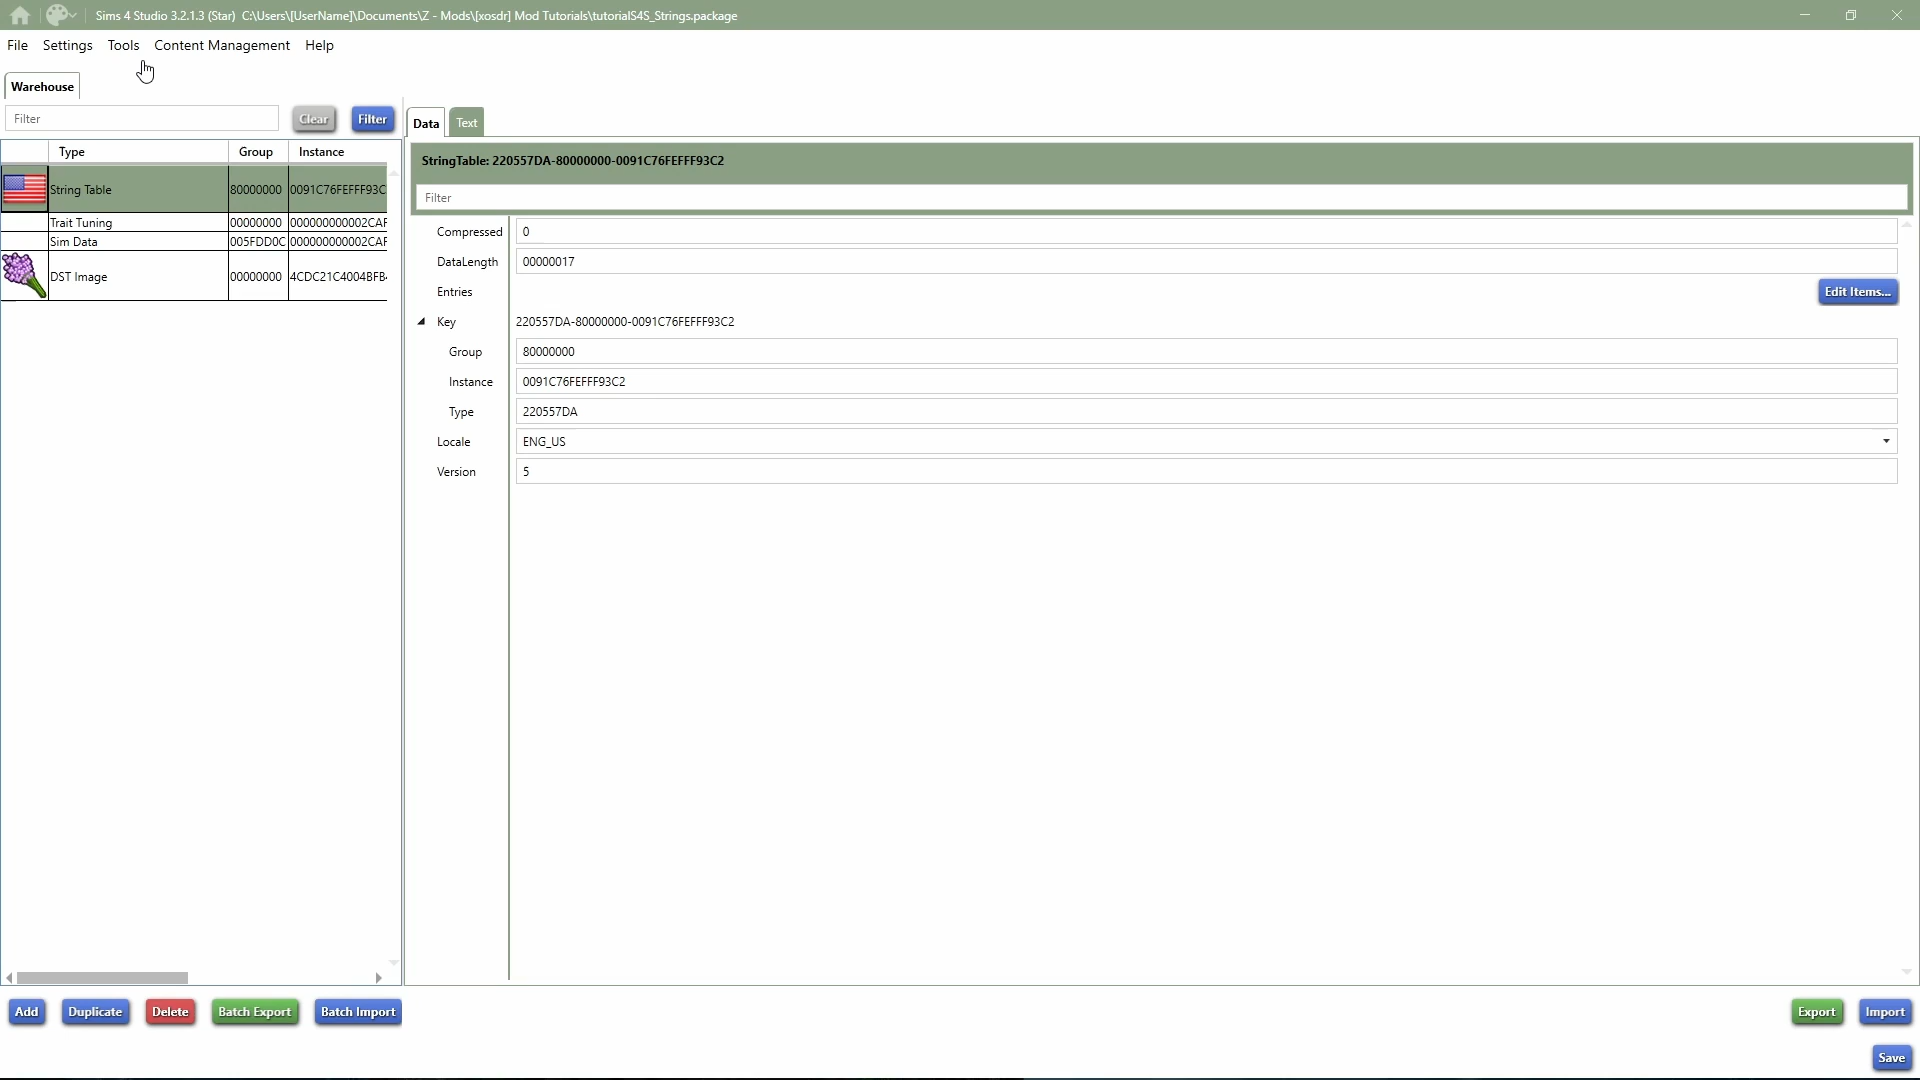 Sims 4 Studio 3.2.1.3 (Star) C:\Users\[UserName]\Documents\Z - Mods\[xosdr] Mod Tutorials\tutorialS4S_Strings.package
File Settings Tools Content Management Help
Warehouse
Filter Clear Filter
Data Text
Type Group Instance
String Table 80000000 0091C76FEFFF93C
Trait Tuning 00000000 000000000002CAF
Sim Data 005FDD0C 000000000002CAF
DST Image 00000000 4CDC21C4004BFB
StringTable: 220557DA-80000000-0091C76FEFFF93C2
Filter
Compressed 0
DataLength 00000017
Entries Edit Items...
Key 220557DA-80000000-0091C76FEFFF93C2
Group 80000000
Instance 0091C76FEFFF93C2
Type 220557DA
Locale ENG_US
Version 5
Add Duplicate Delete Batch Export Batch Import Export Import
Save